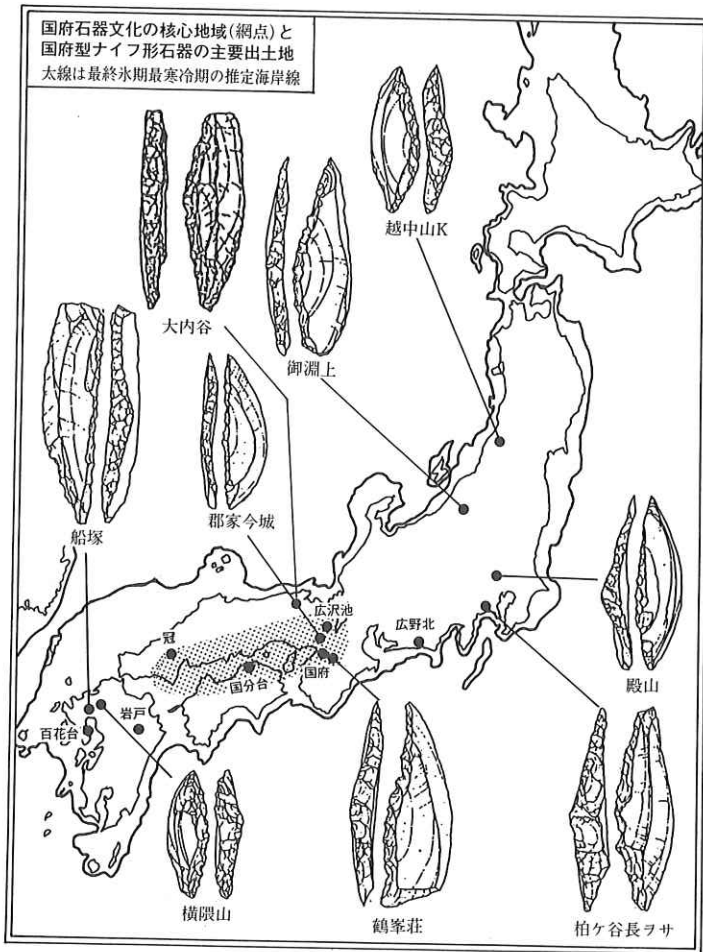 国府石器文化の核心地域(網点)と
国府型ナイフ形石器の主要出土地
太線は最終氷期最寒冷期の推定海岸線
越中山K
大内谷
御淵上
郡家今城
船塚
広沢池
広野北
冠
国分台
国府
殿山
岩戸
百花台
横隈山
鶴峯荘
柏ケ谷長ヲサ